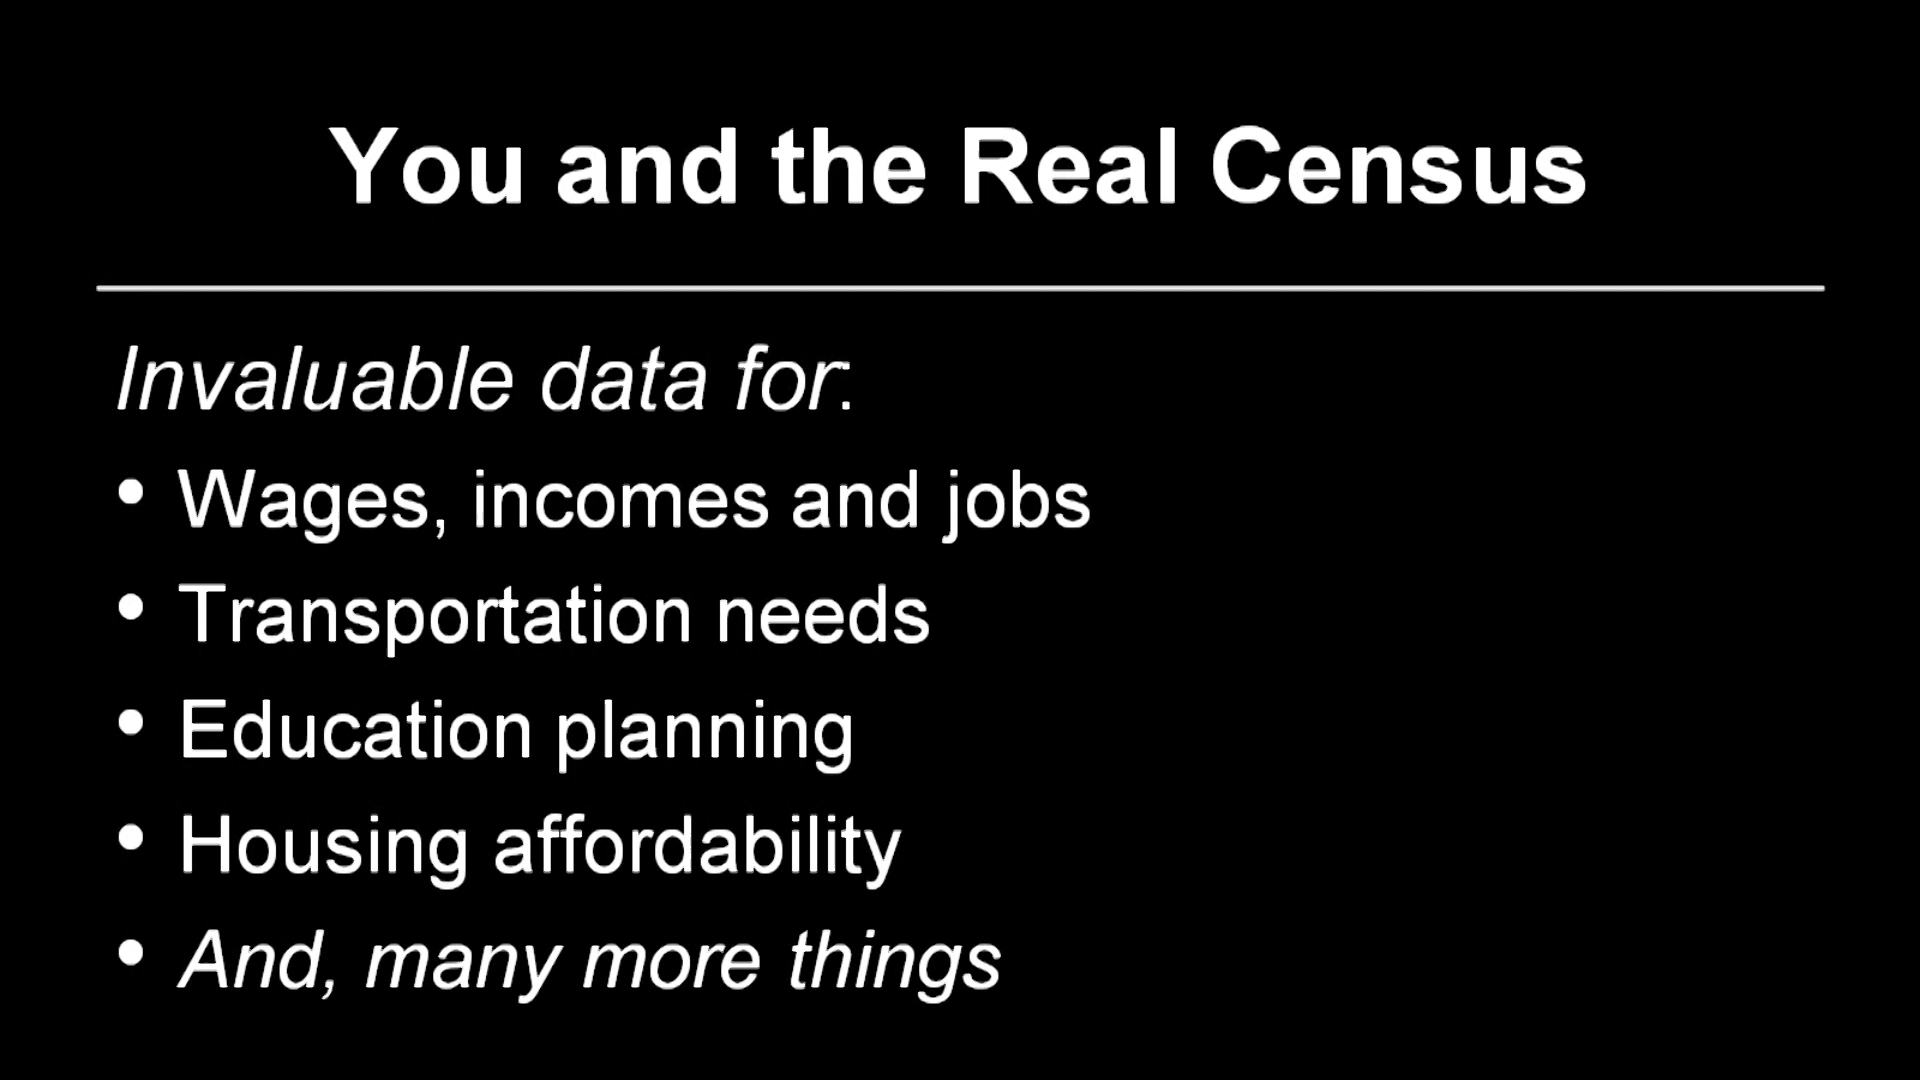 You and the Real Census
Invaluable data for:
• Wages, incomes and jobs
• Transportation needs
• Education planning
• Housing affordability
• And, many more things